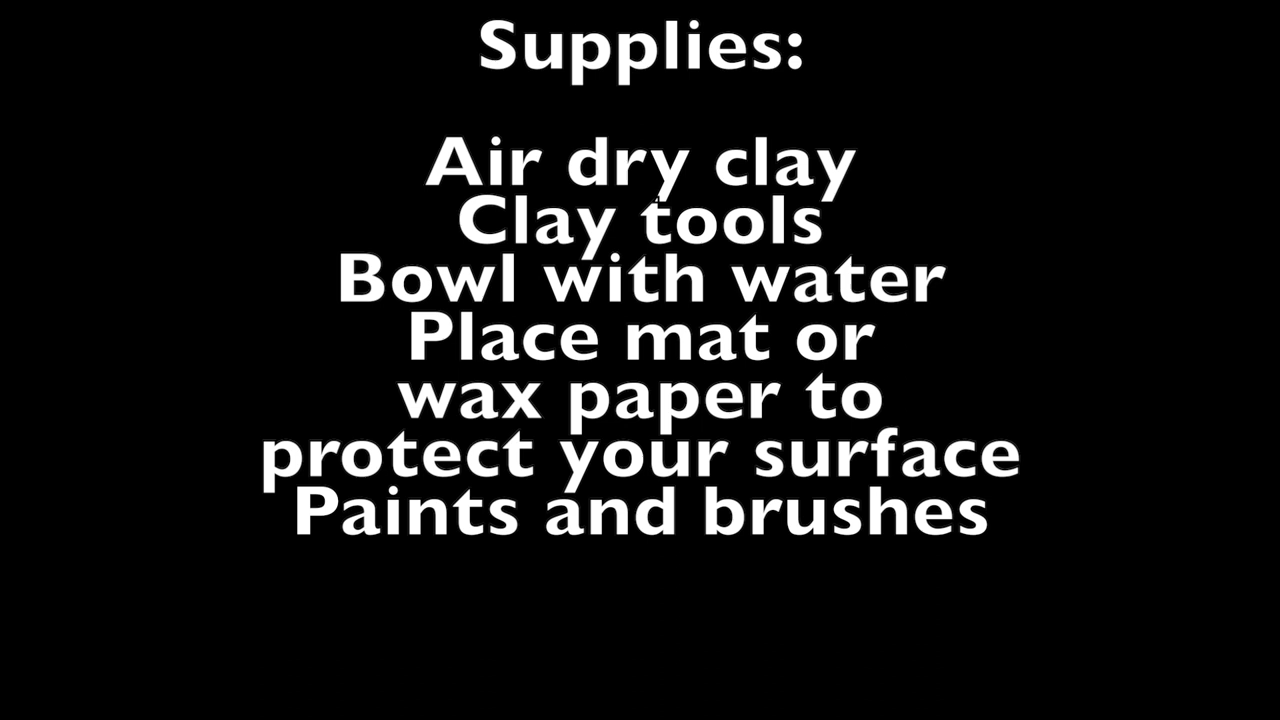 Supplies:
Air dry clay
Clay tools
Bowl with water
Place mat or
wax paper to
protect your surface
Paints and brushes